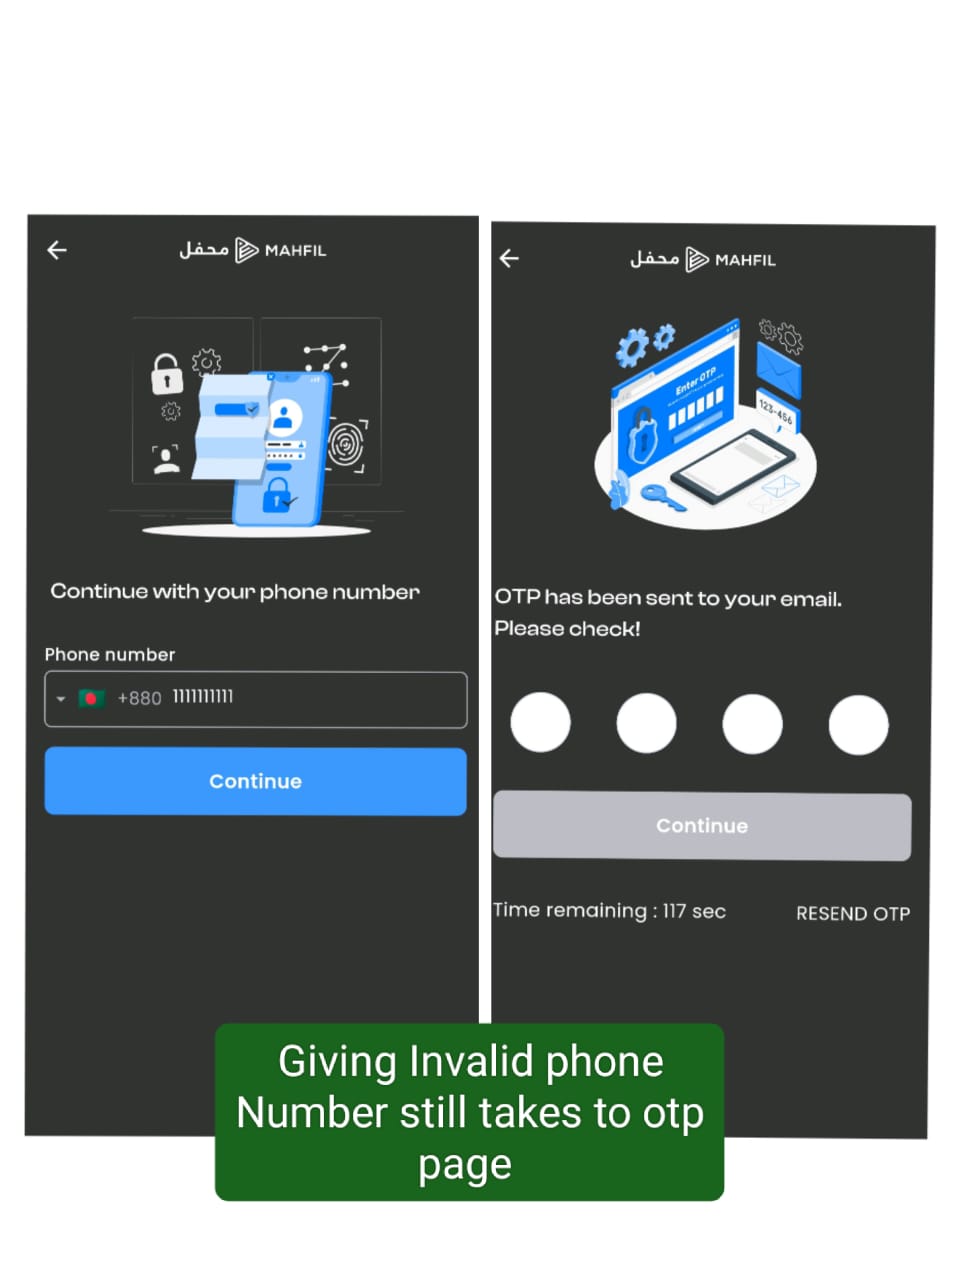 محفل MAHFIL
Continue with your phone number
Phone number
+880 1111111111
Continue
محفل MAHFIL
Enter OTP
123-456
OTP has been sent to your email.
Please check!
Continue
Time remaining : 117 sec
RESEND OTP
Giving Invalid phone
Number still takes to otp
page